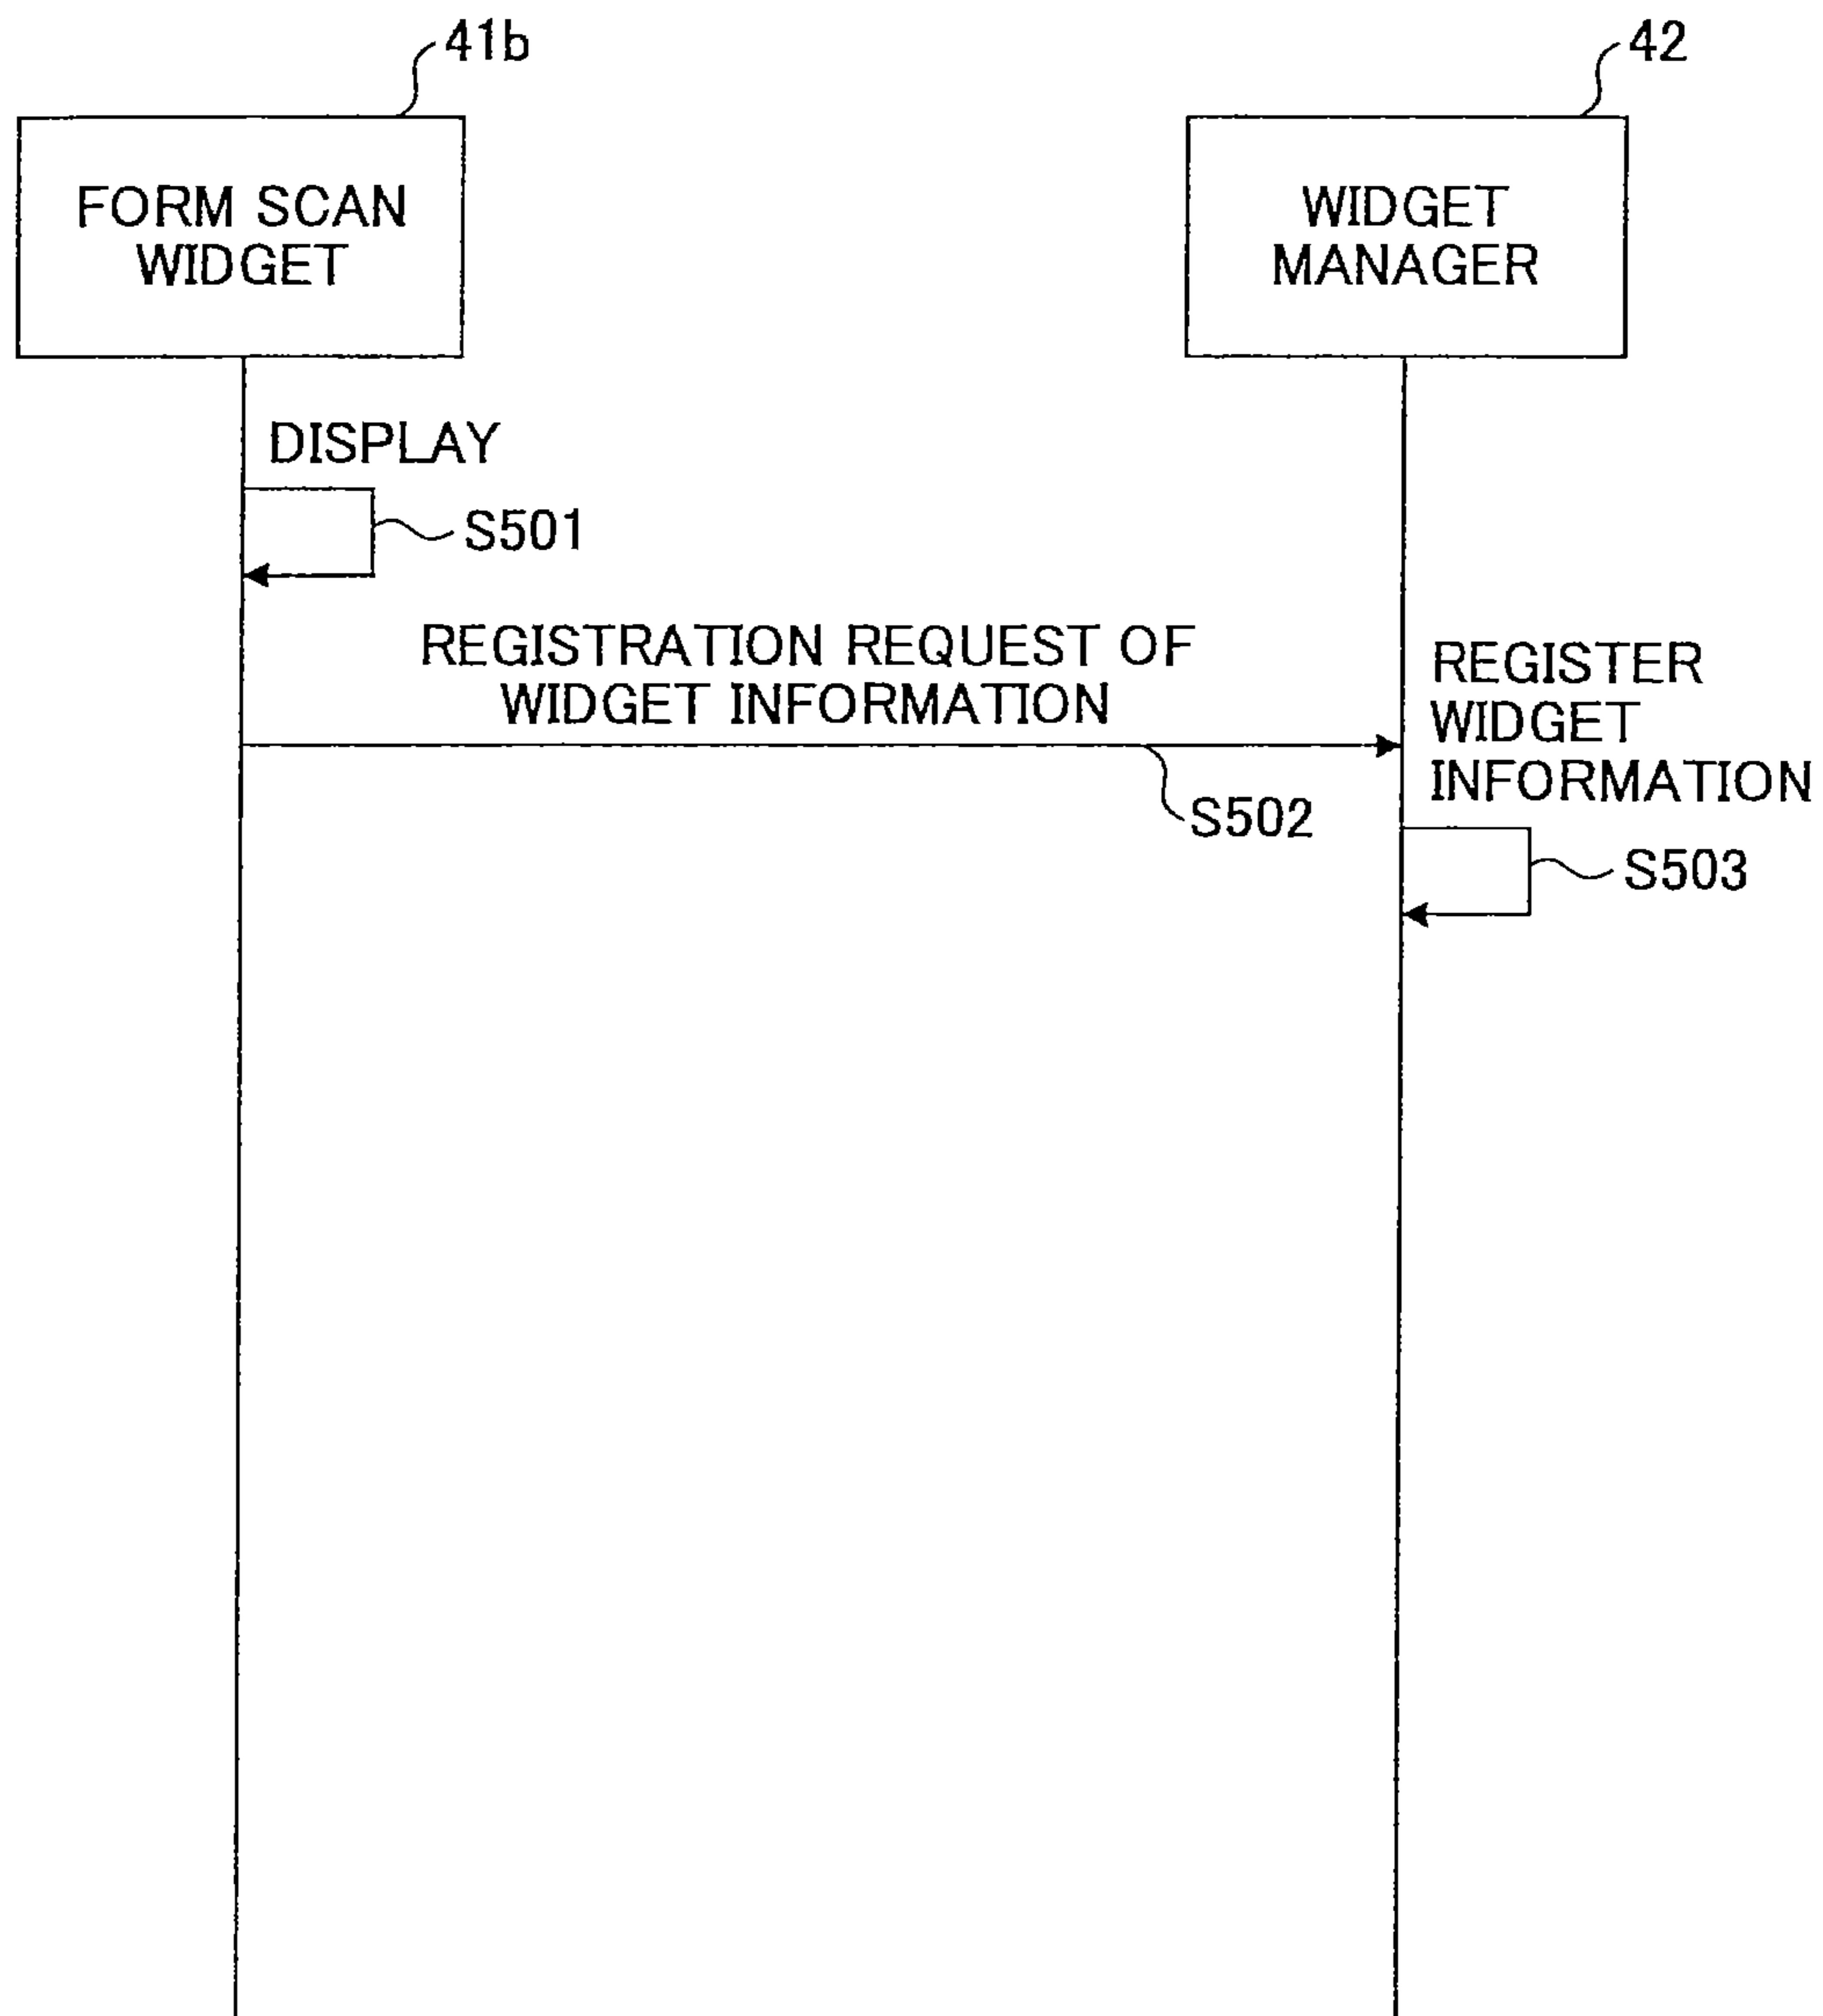 41b
42
FORM SCAN
WIDGET
WIDGET
MANAGER
DISPLAY
S501
REGISTRATION REQUEST OF
WIDGET INFORMATION
S502
REGISTER
WIDGET
INFORMATION
S503